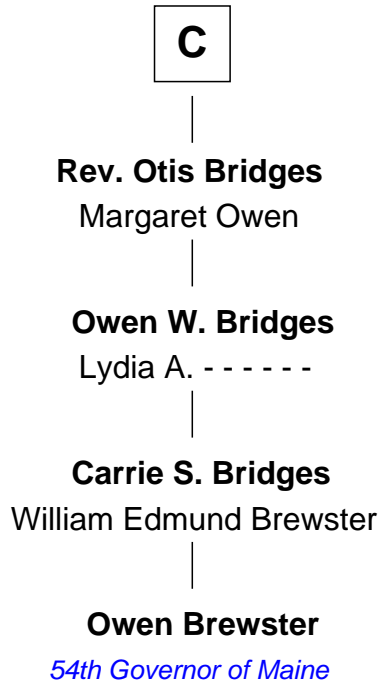 C
Rev. Otis Bridges
Margaret Owen
Owen W. Bridges
Lydia A. - - - - - -
Carrie S. Bridges
William Edmund Brewster
Owen Brewster
54th Governor of Maine